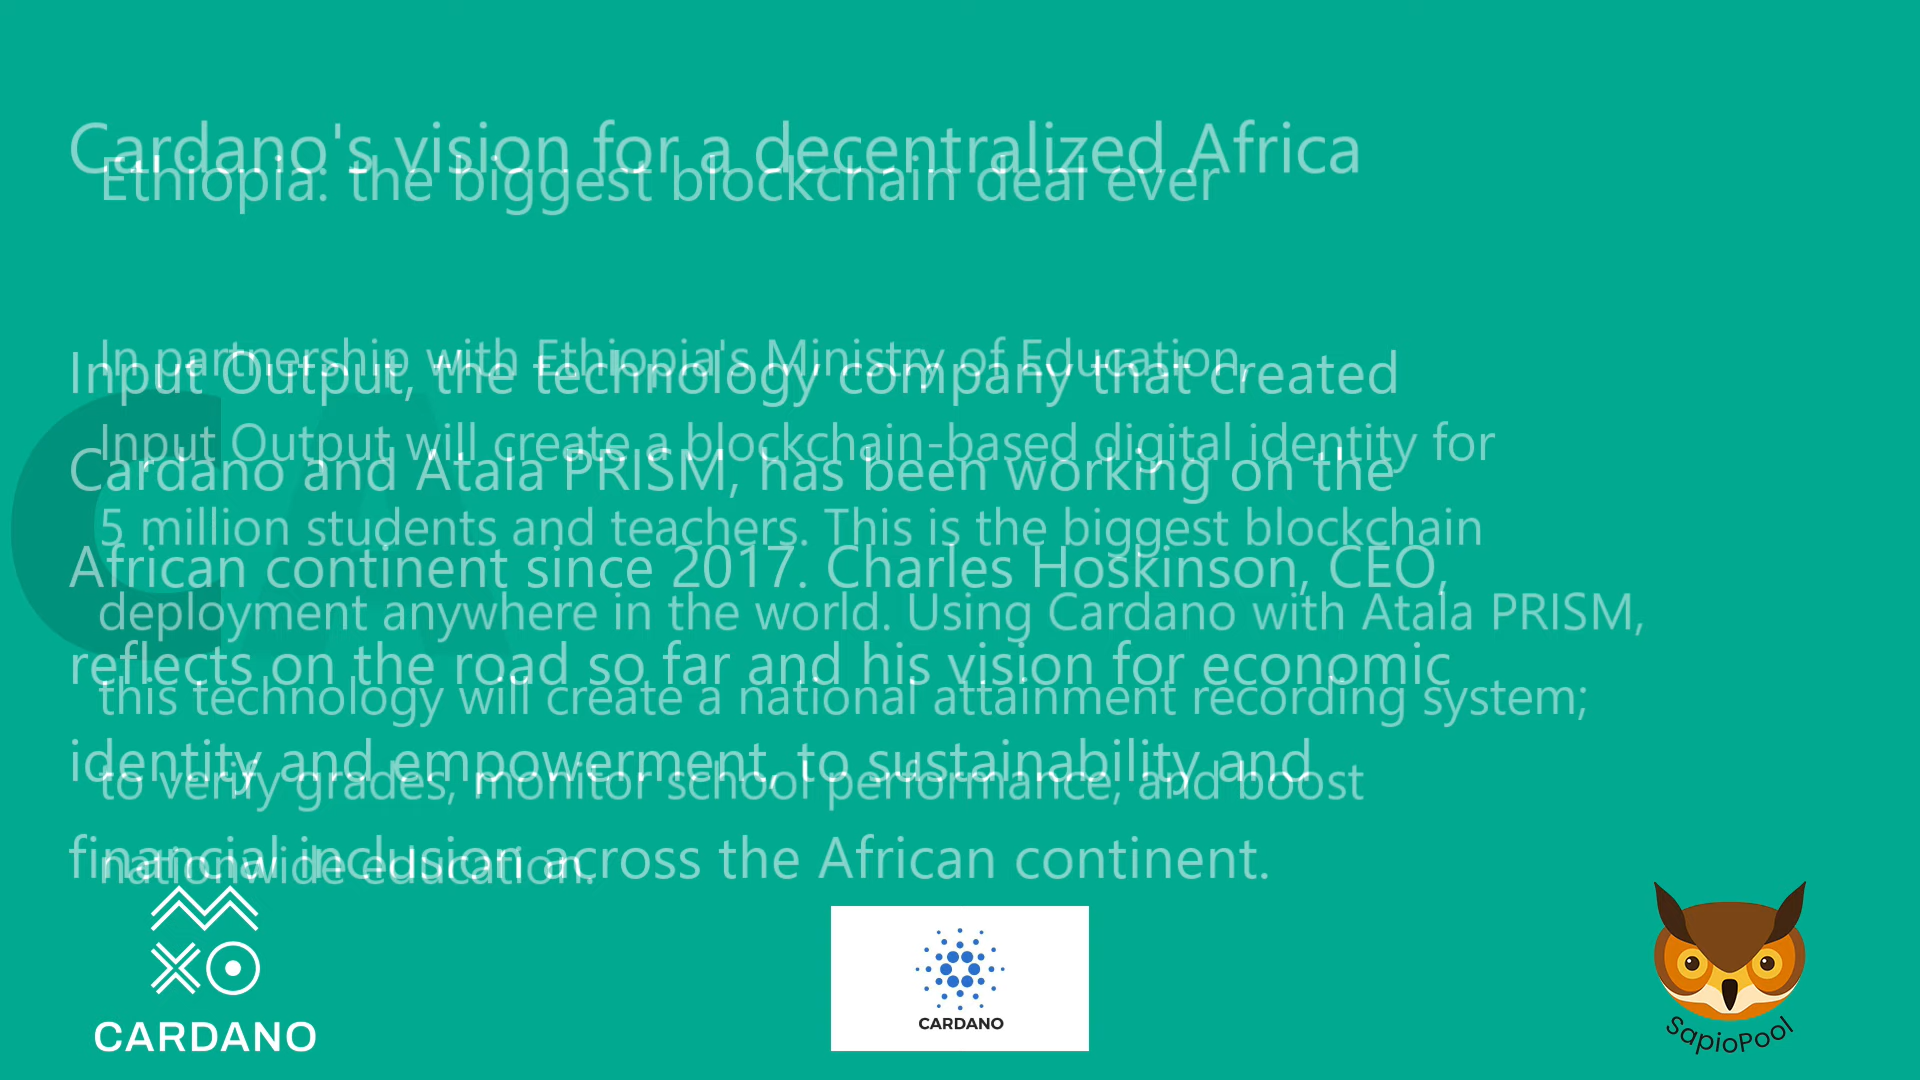 Cardano's vision for a decentralized Africa
Input Output, the technology company that created
Cardano and Atala PRISM, has been working on the
African continent since 2017. Charles Hoskinson, CEO,
reflects on the road so far and his vision for economic
identity and empowerment, to sustainability and
financial inclusion across the African continent.
Ethiopia: the biggest blockchain deal ever
In partnership with Ethiopia's Ministry of Education,
Input Output will create a blockchain-based digital identity for
5 million students and teachers. This is the biggest blockchain
deployment anywhere in the world. Using Cardano with Atala PRISM,
this technology will create a national attainment recording system;
to verify grades, monitor school performance, and boost
nationwide education.
CA
CARDANO
CARDANO
SapioPool